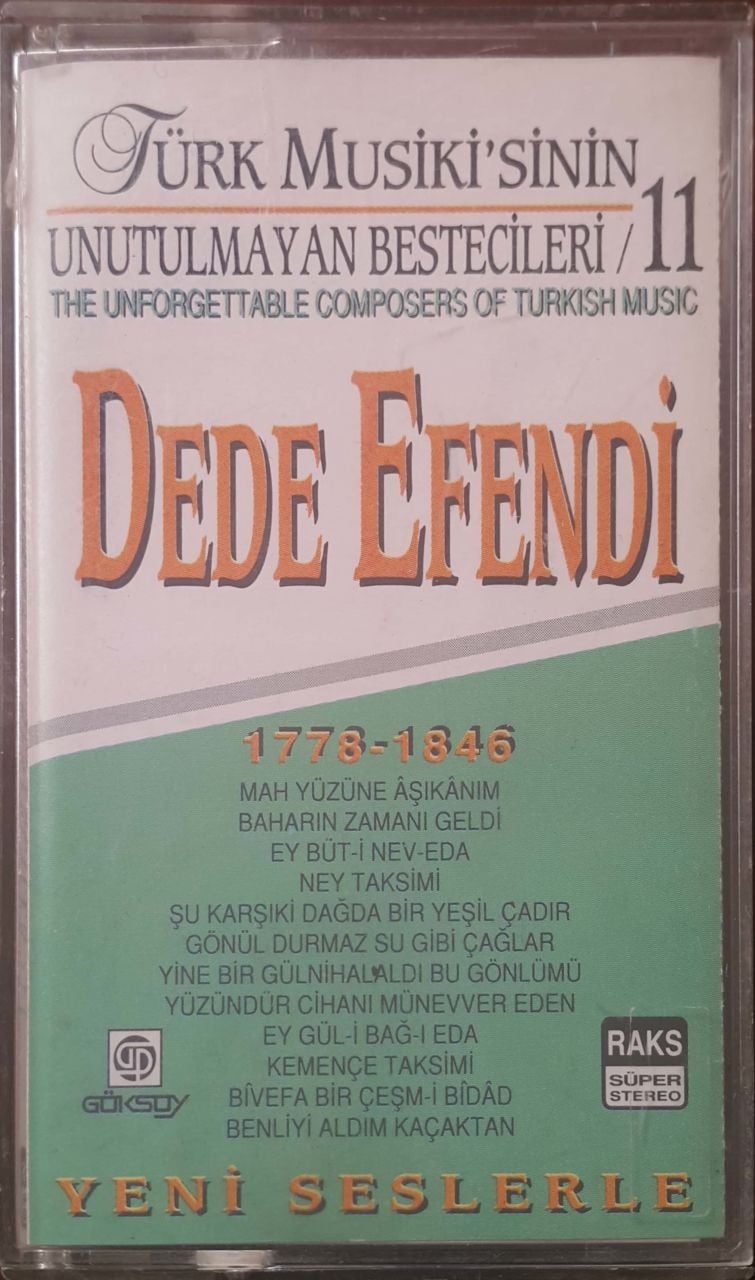 TÜRK MUSİKİ'SİNİN
UNUTULMAYAN BESTECİLERİ / 11
THE UNFORGETTABLE COMPOSERS OF TURKISH MUSIC
DEDE EFENDİ
1778-1846
MAH YÜZÜNE ÂŞIKÂNIM
BAHARIN ZAMANI GELDİ
EY BÜT-İ NEV-EDA
NEY TAKSİMİ
ŞU KARŞIKİ DAĞDA BİR YEŞİL ÇADIR
GÖNÜL DURMAZ SU GİBİ ÇAĞLAR
YİNE BİR GÜLNİHAL ALDI BU GÖNLÜMÜ
YÜZÜNDÜR CİHANI MÜNEVVER EDEN
EY GÜL-İ BAĞ-I EDA
KEMENÇE TAKSİMİ
BÎVEFA BİR ÇEŞM-İ BÎDÂD
BENLİYİ ALDIM KAÇAKTAN
GÖKSOY
RAKS
SÜPER
STEREO
YENİ SESLERLE